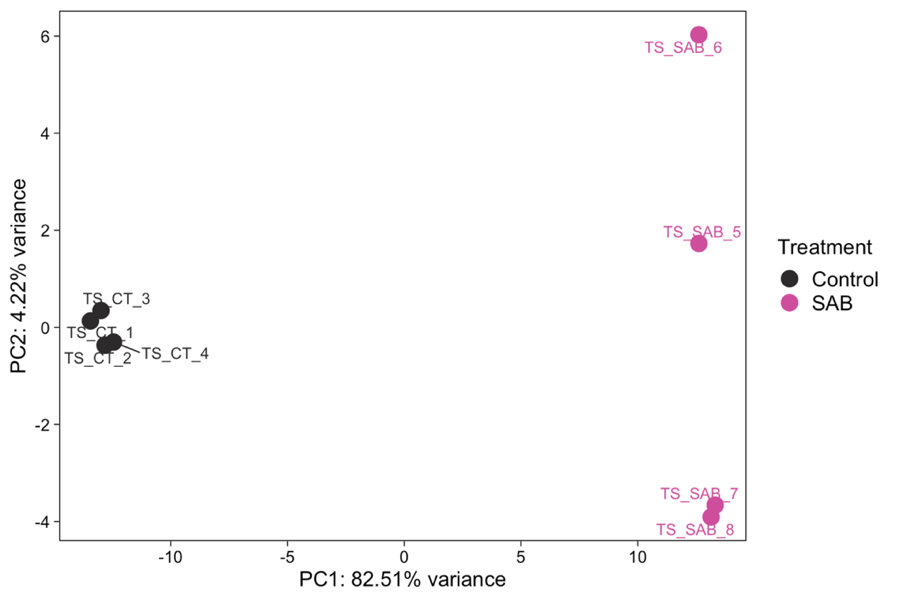 6
TS_SAB_6
4
TS_SAB_5
2
Treatment
Control
SAB
PC2: 4.22% variance
TS_CT_3
0
TS_CT_1
TS_CT_2
TS_CT_4
-2
TS_SAB_7
-4
TS_SAB_8
-10 -5 0 5 10
PC1: 82.51% variance